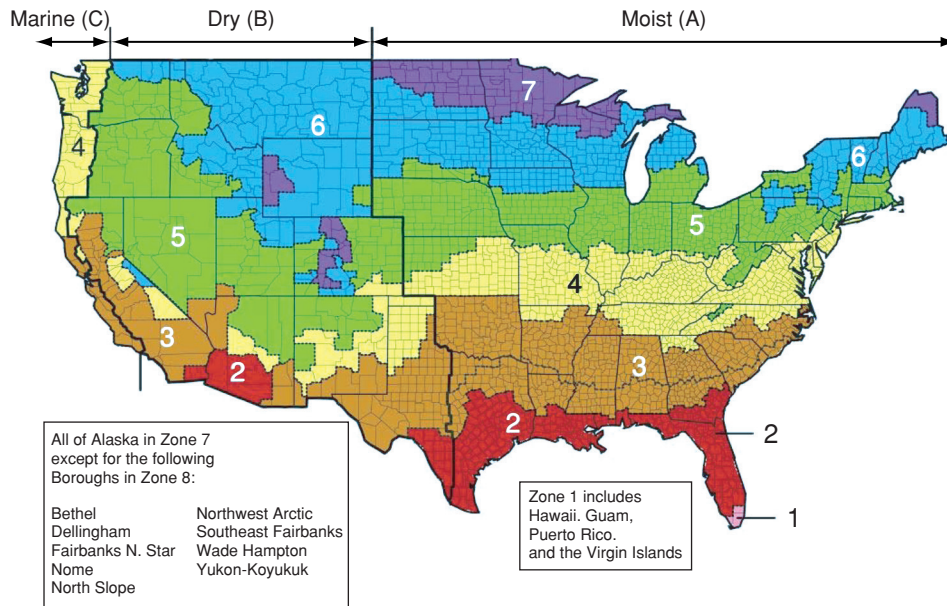 Marine (C)
Dry (B)
Moist (A)
7
6
4
6
5
5
4
3
3
2
2
2
1
All of Alaska in Zone 7
except for the following
Boroughs in Zone 8:
Bethel
Dellingham
Fairbanks N. Star
Nome
North Slope
Northwest Arctic
Southeast Fairbanks
Wade Hampton
Yukon-Koyukuk
Zone 1 includes
Hawaii. Guam,
Puerto Rico.
and the Virgin Islands